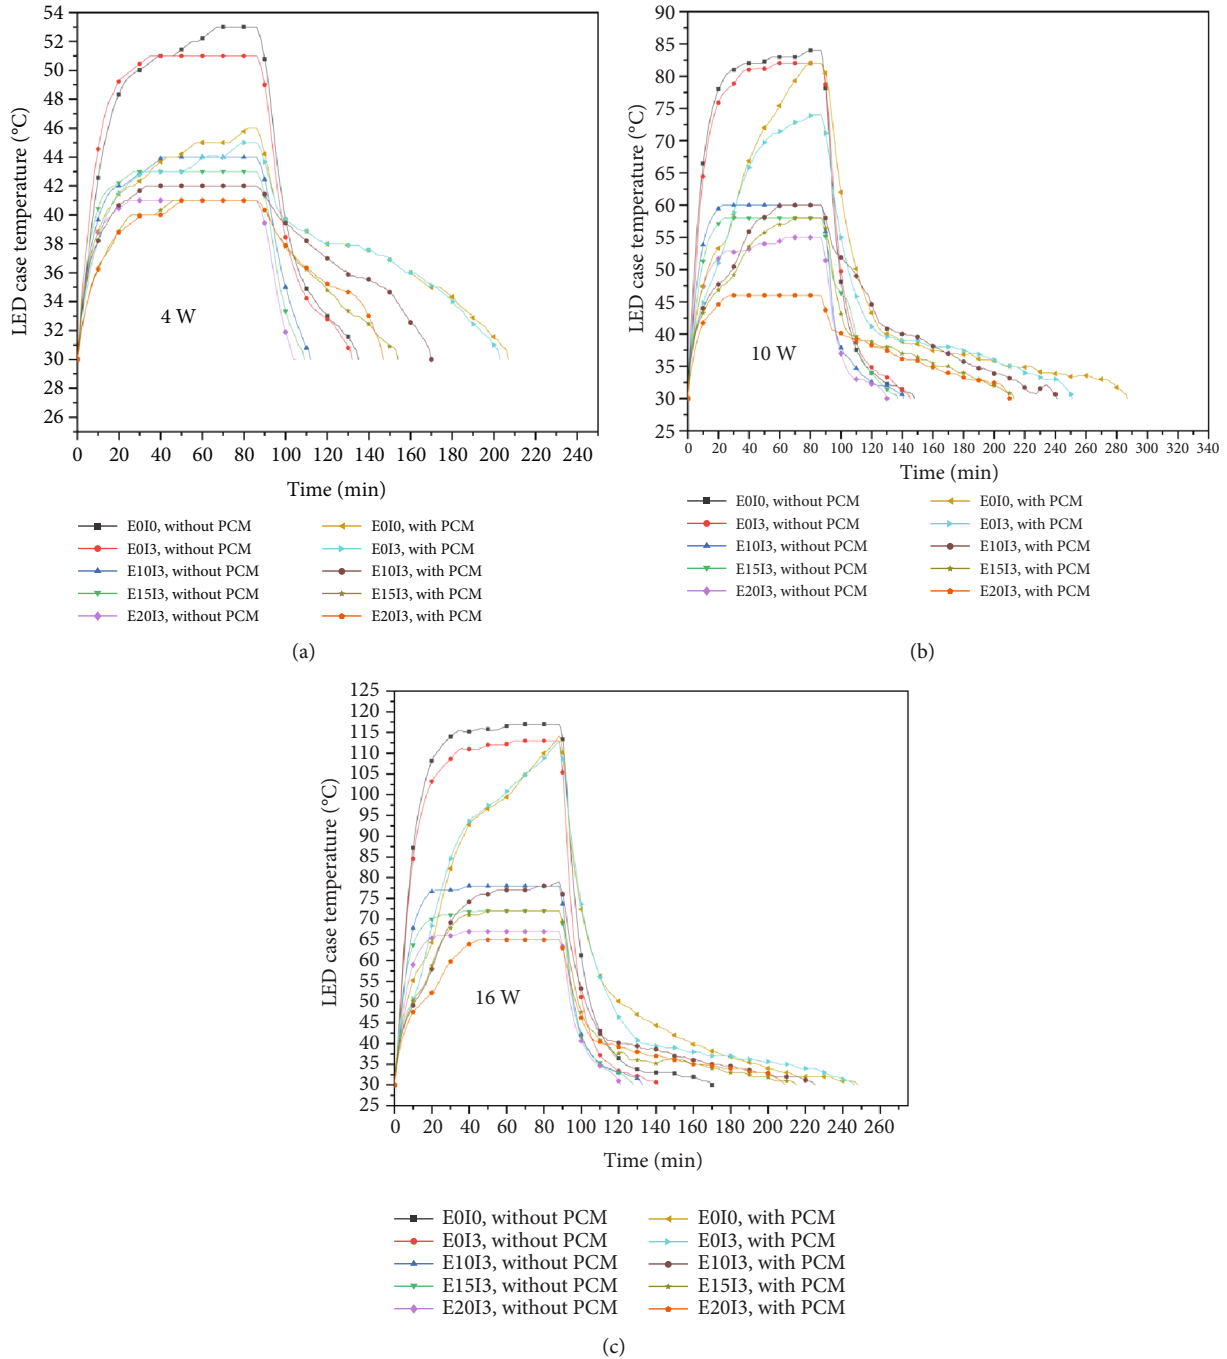 54
52
50
48
46
44
42
40
38
36
34
32
30
28
26
LED case temperature (°C)
4 W
0 20 40 60 80 100 120 140 160 180 200 220 240
Time (min)
E0I0, without PCM
E0I3, without PCM
E10I3, without PCM
E15I3, without PCM
E20I3, without PCM
E0I0, with PCM
E0I3, with PCM
E10I3, with PCM
E15I3, with PCM
E20I3, with PCM
(a)
90
85
80
75
70
65
60
55
50
45
40
35
30
25
LED case temperature (°C)
10 W
0 20 40 60 80 100 120 140 160 180 200 220 240 260 280 300 320 340
Time (min)
E0I0, without PCM
E0I3, without PCM
E10I3, without PCM
E15I3, without PCM
E20I3, without PCM
E0I0, with PCM
E0I3, with PCM
E10I3, with PCM
E15I3, with PCM
E20I3, with PCM
(b)
125
120
115
110
105
100
95
90
85
80
75
70
65
60
55
50
45
40
35
30
25
LED case temperature (°C)
16 W
0 20 40 60 80 100 120 140 160 180 200 220 240 260
Time (min)
E0I0, without PCM
E0I3, without PCM
E10I3, without PCM
E15I3, without PCM
E20I3, without PCM
E0I0, with PCM
E0I3, with PCM
E10I3, with PCM
E15I3, with PCM
E20I3, with PCM
(c)